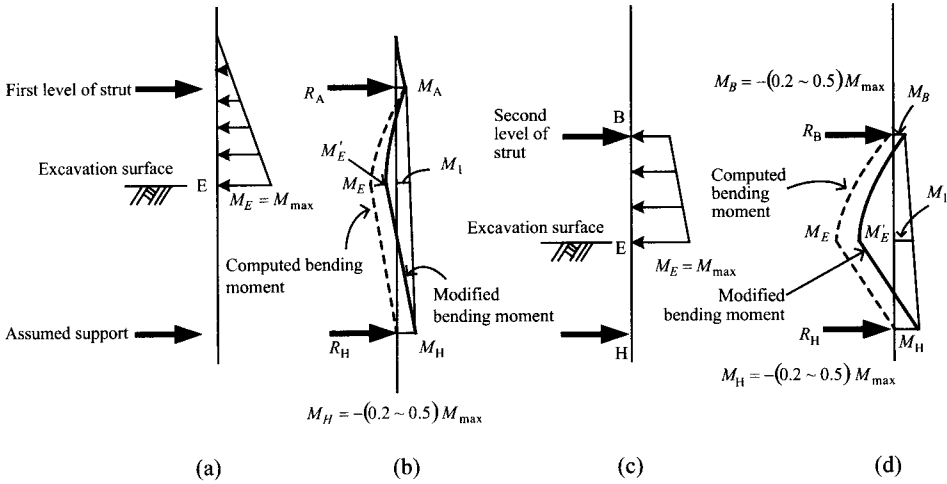 First level of strut
Excavation surface
E
M_E = M_max
Assumed support
(a)
R_A
M_A
M'_E
M_E
M_1
Computed bending
moment
Modified
bending moment
R_H
M_H
M_H = −(0.2 ~ 0.5) M_max
(b)
B
Second level of
strut
Excavation surface
E
M_E = M_max
H
(c)
M_B = −(0.2 ~ 0.5) M_max
M_B
R_B
Computed
bending
moment
M_1
M_E
M'_E
Modified
bending moment
R_H
M_H
M_H = −(0.2 ~ 0.5) M_max
(d)